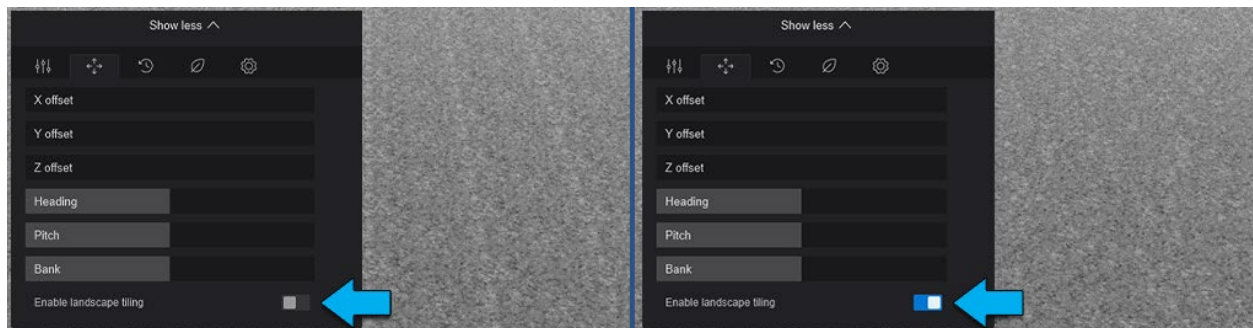 Show less
X offset
Y offset
Z offset
Heading
Pitch
Bank
Enable landscape tiling
Show less
X offset
Y offset
Z offset
Heading
Pitch
Bank
Enable landscape tiling